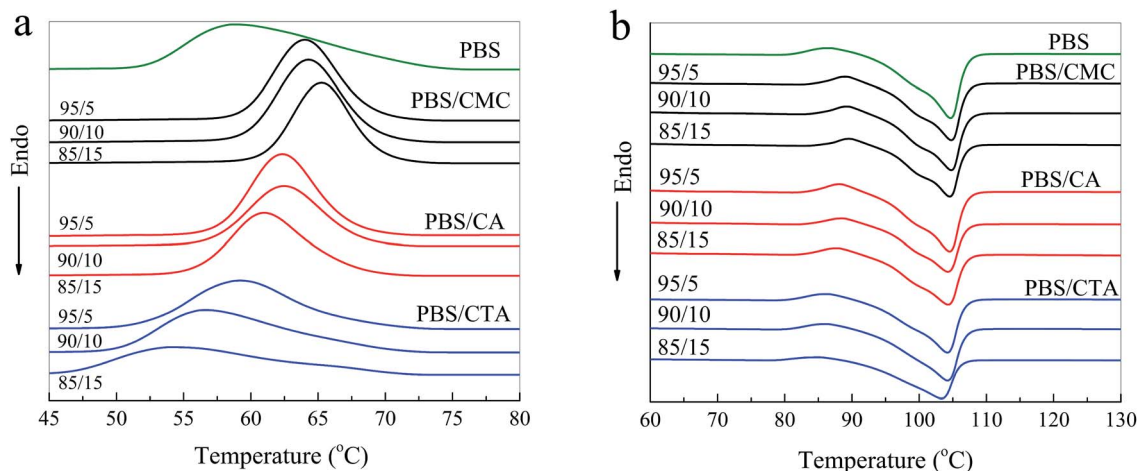 a
PBS
PBS/CMC
95/5
90/10
85/15
PBS/CA
95/5
90/10
85/15
PBS/CTA
95/5
90/10
85/15
Endo
45 50 55 60 65 70 75 80
Temperature (°C)
b
PBS
PBS/CMC
95/5
90/10
85/15
PBS/CA
95/5
90/10
85/15
PBS/CTA
95/5
90/10
85/15
Endo
60 70 80 90 100 110 120 130
Temperature (°C)